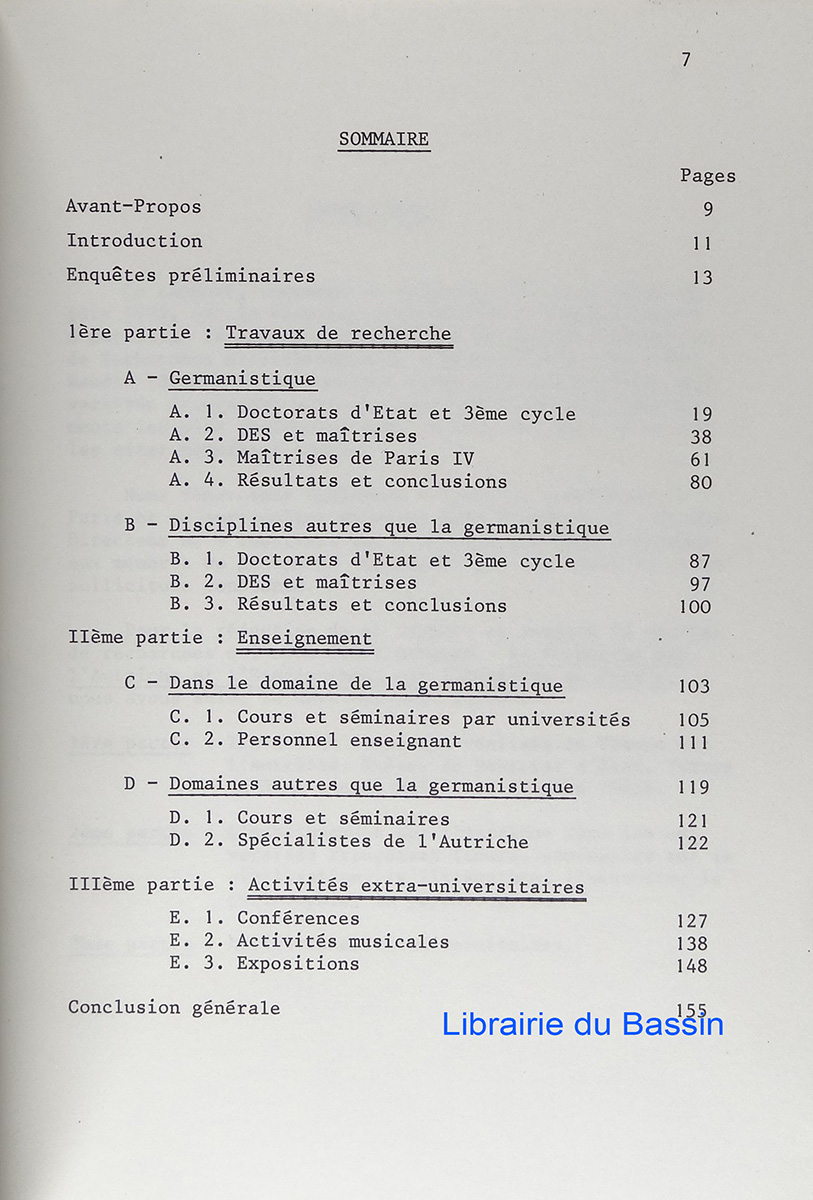 7
SOMMAIRE
Pages
Avant-Propos 9
Introduction 11
Enquêtes préliminaires 13
1ère partie : Travaux de recherche
A - Germanistique
A. 1. Doctorats d'Etat et 3ème cycle 19
A. 2. DES et maîtrises 38
A. 3. Maîtrises de Paris IV 61
A. 4. Résultats et conclusions 80
B - Disciplines autres que la germanistique
B. 1. Doctorats d'Etat et 3ème cycle 87
B. 2. DES et maîtrises 97
B. 3. Résultats et conclusions 100
IIème partie : Enseignement
C - Dans le domaine de la germanistique 103
C. 1. Cours et séminaires par universités 105
C. 2. Personnel enseignant 111
D - Domaines autres que la germanistique 119
D. 1. Cours et séminaires 121
D. 2. Spécialistes de l'Autriche 122
IIIème partie : Activités extra-universitaires
E. 1. Conférences 127
E. 2. Activités musicales 138
E. 3. Expositions 148
Conclusion générale 155
Librairie du Bassin